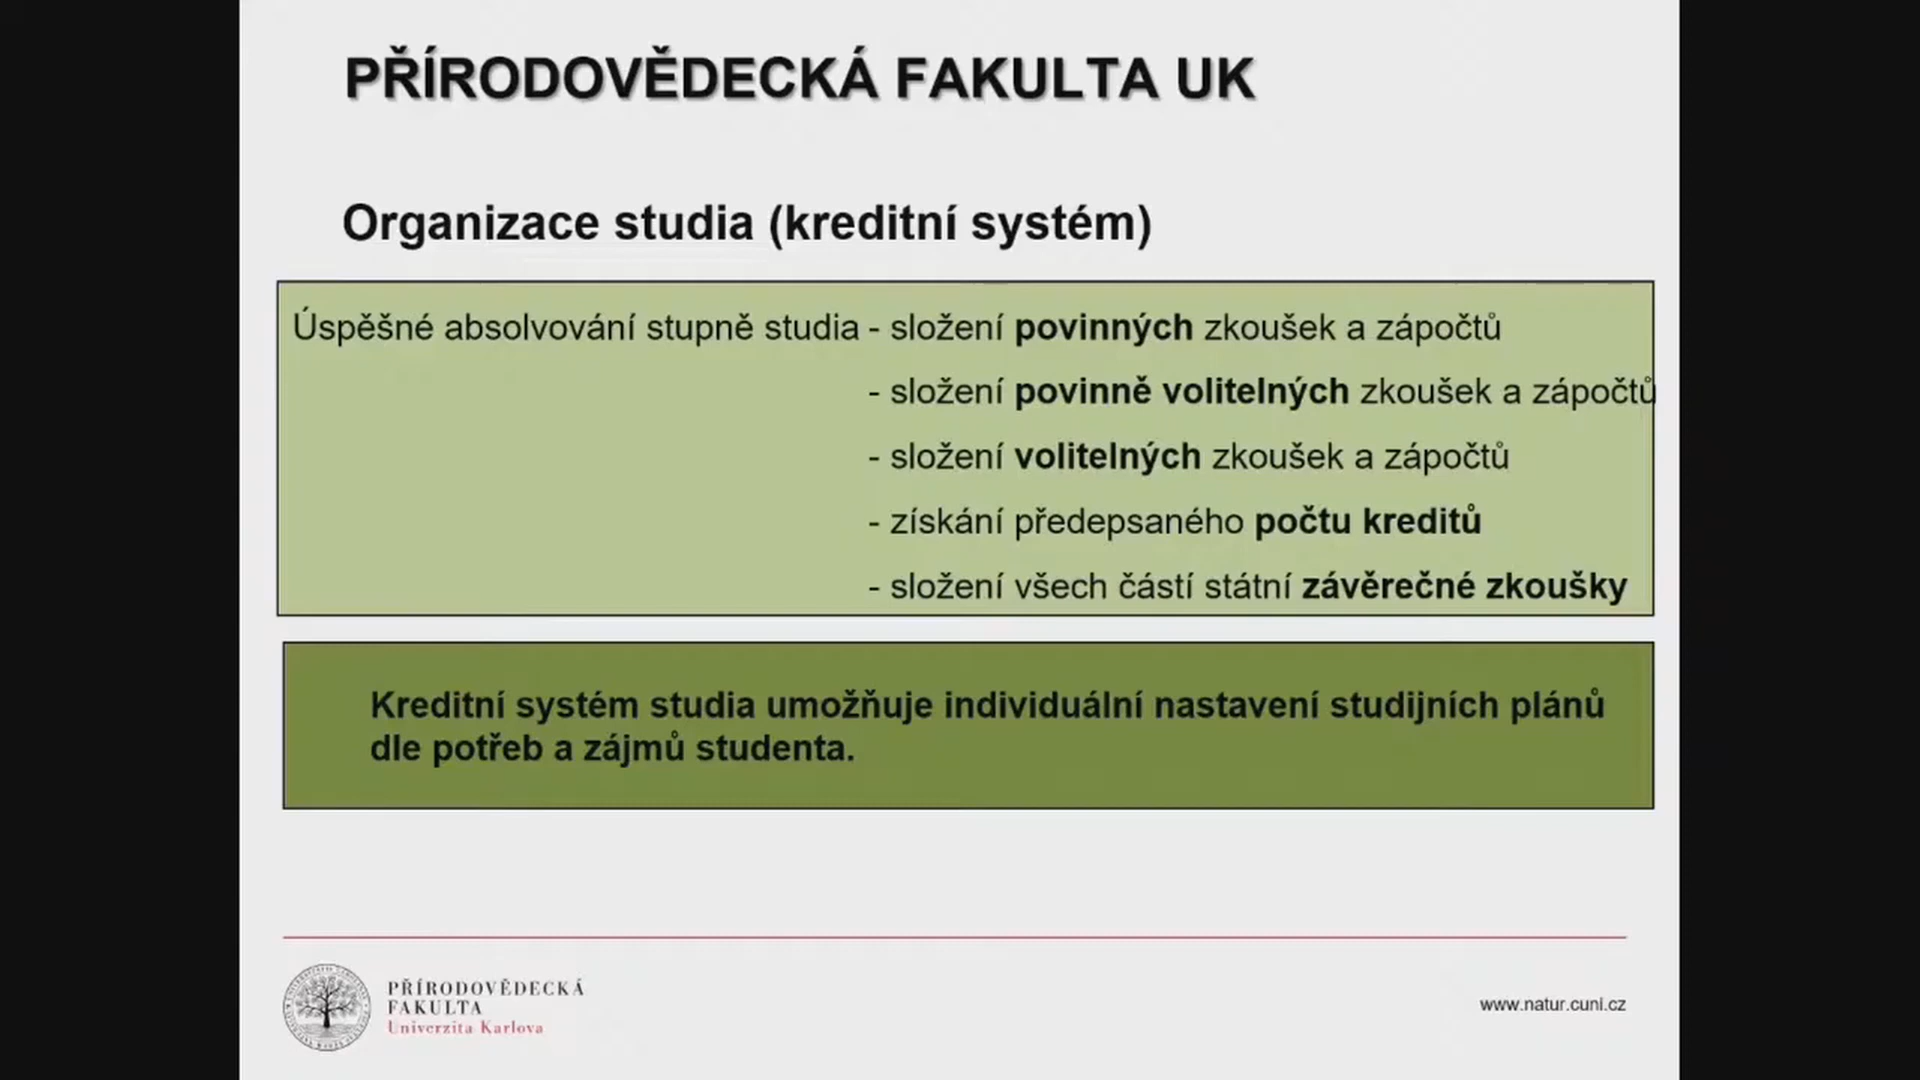 PŘÍRODOVĚDECKÁ FAKULTA UK
Organizace studia (kreditní systém)
Úspěšné absolvování stupně studia - složení povinných zkoušek a zápočtů
- složení povinně volitelných zkoušek a zápočtů
- složení volitelných zkoušek a zápočtů
- získání předepsaného počtu kreditů
- složení všech částí státní závěrečné zkoušky
Kreditní systém studia umožňuje individuální nastavení studijních plánů
dle potřeb a zájmů studenta.
PŘÍRODOVĚDECKÁ
FAKULTA
Univerzita Karlova
www.natur.cuni.cz